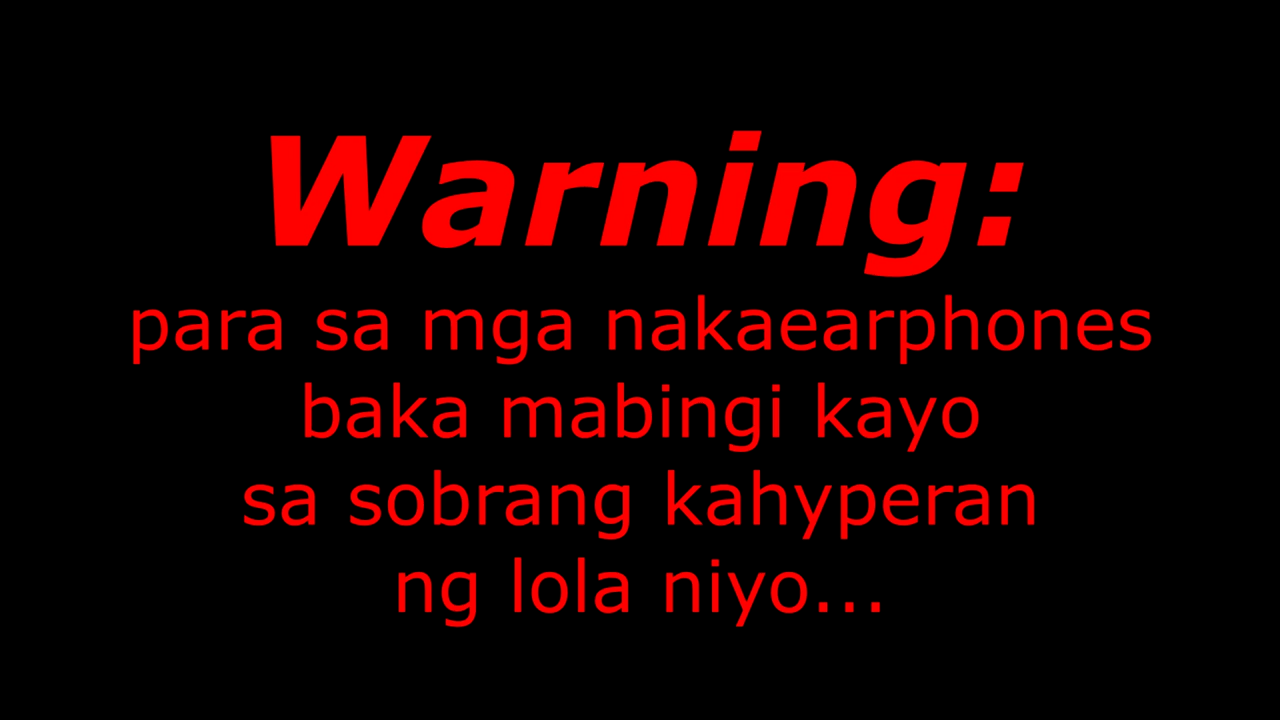 Warning:
para sa mga nakaearphones
baka mabingi kayo
sa sobrang kahyperan
ng lola niyo...